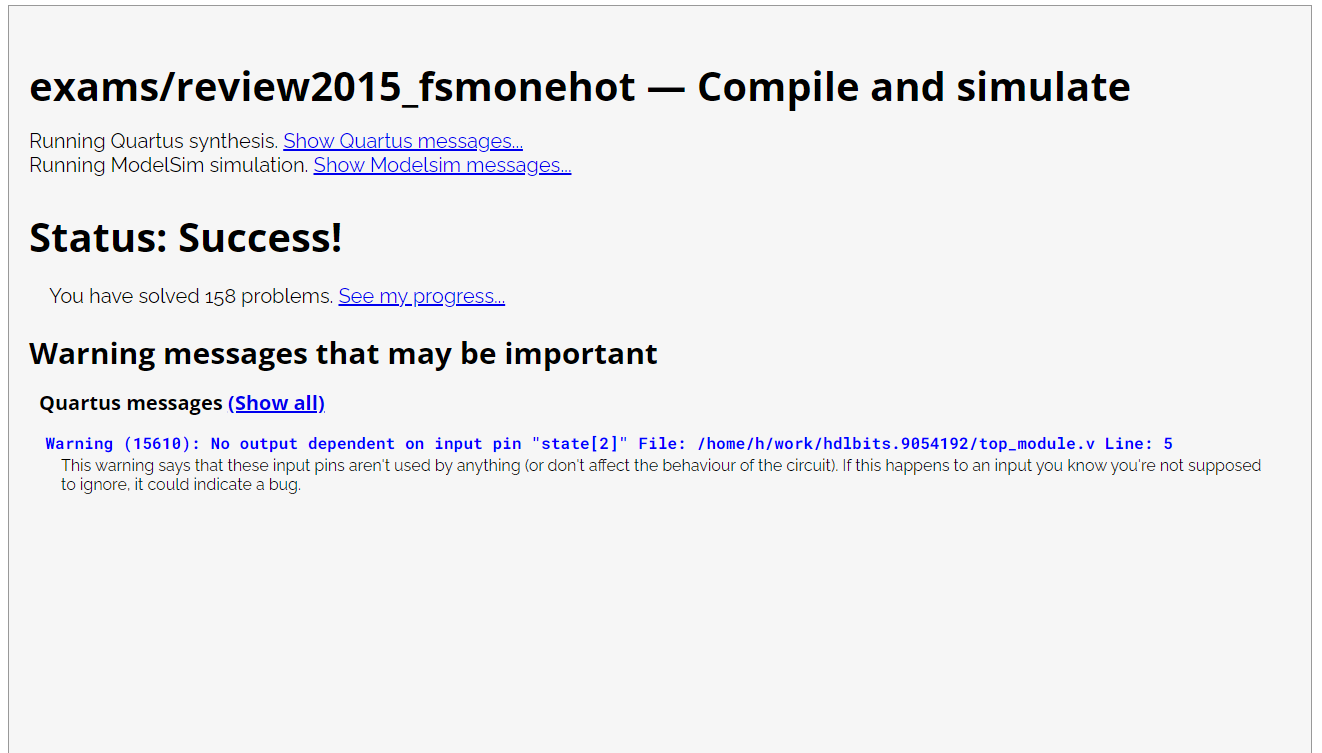 exams/review2015_fsmonehot — Compile and simulate
Running Quartus synthesis. Show Quartus messages...
Running ModelSim simulation. Show Modelsim messages...
Status: Success!
You have solved 158 problems. See my progress...
Warning messages that may be important
Quartus messages (Show all)
Warning (15610): No output dependent on input pin "state[2]" File: /home/h/work/hdlbits.9054192/top_module.v Line: 5
This warning says that these input pins aren't used by anything (or don't affect the behaviour of the circuit). If this happens to an input you know you're not supposed
to ignore, it could indicate a bug.